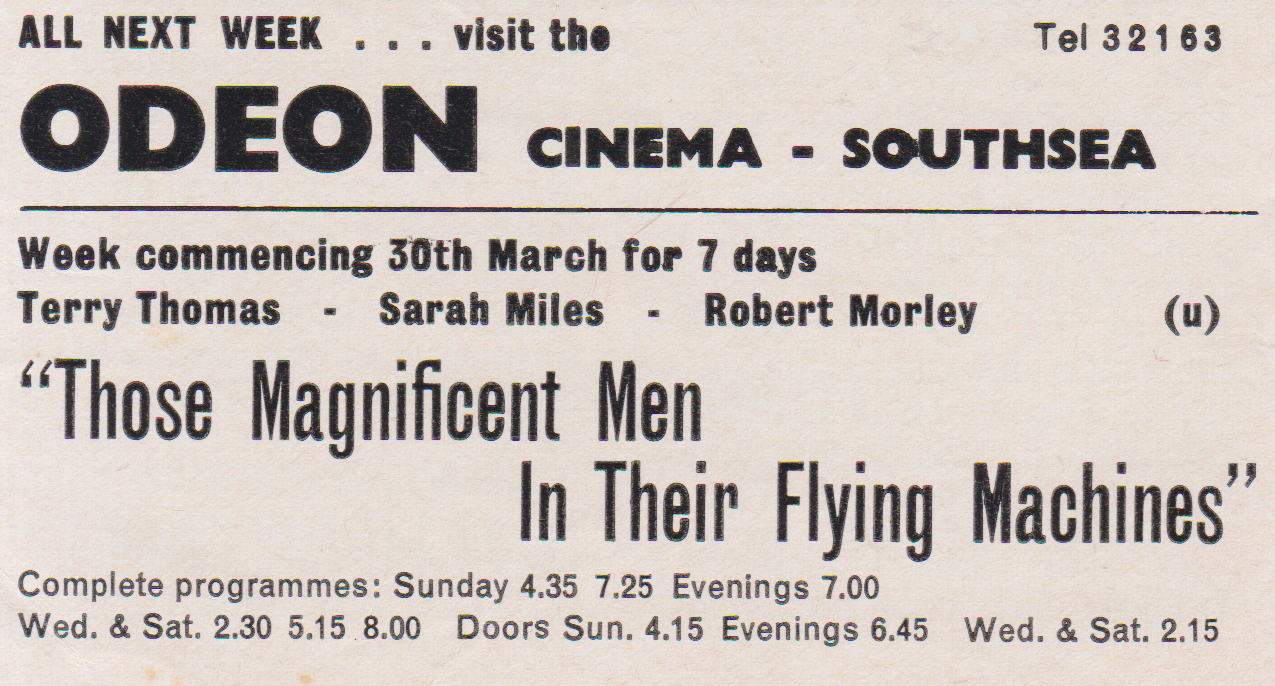 ALL NEXT WEEK . . . visit the Tel 32163
ODEON CINEMA - SOUTHSEA
Week commencing 30th March for 7 days
Terry Thomas - Sarah Miles - Robert Morley (u)
“Those Magnificent Men
In Their Flying Machines”
Complete programmes: Sunday 4.35 7.25 Evenings 7.00
Wed. & Sat. 2.30 5.15 8.00 Doors Sun. 4.15 Evenings 6.45 Wed. & Sat. 2.15